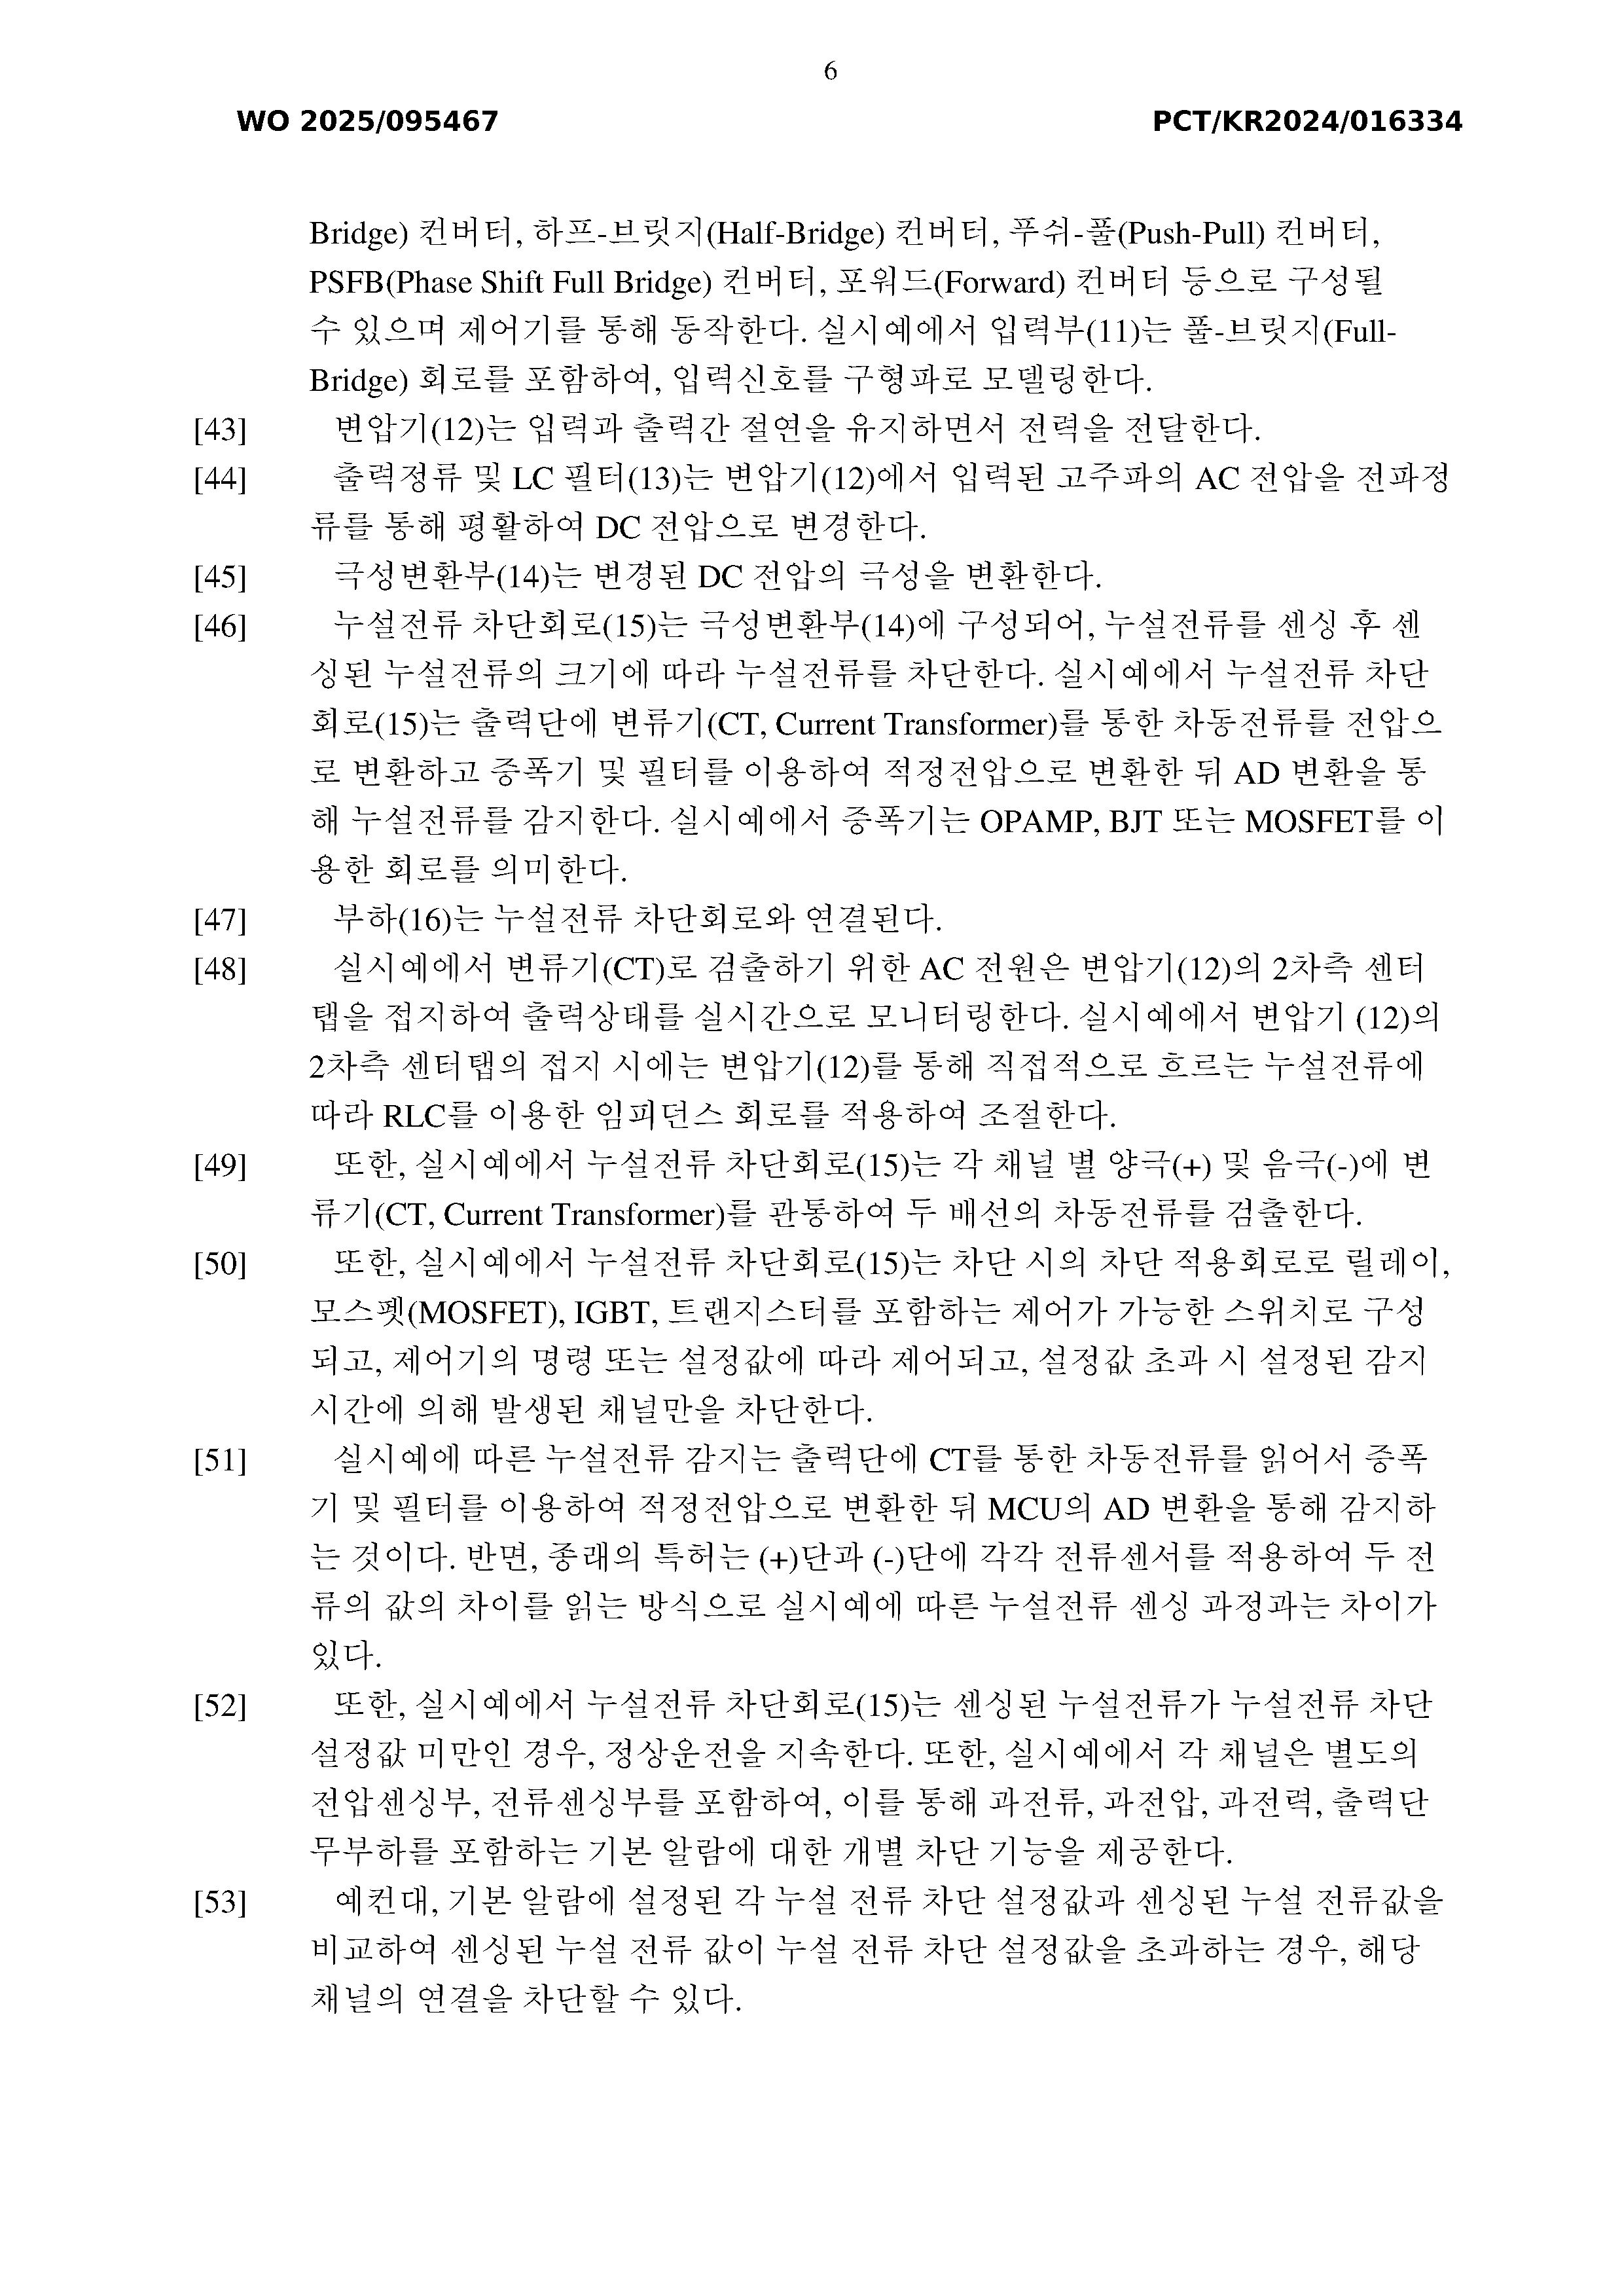 6
WO 2025/095467 PCT/KR2024/016334
Bridge) 컨버터, 하프-브릿지(Half-Bridge) 컨버터, 푸쉬-풀(Push-Pull) 컨버터,
PSFB(Phase Shift Full Bridge) 컨버터, 포워드(Forward) 컨버터 등으로 구성될
수 있으며 제어기를 통해 동작한다. 실시예에서 입력부(11)는 풀-브릿지(Full-
Bridge) 회로를 포함하여, 입력신호를 구형파로 모델링한다.
[43] 변압기(12)는 입력과 출력간 절연을 유지하면서 전력을 전달한다.
[44] 출력정류 및 LC 필터(13)는 변압기(12)에서 입력된 고주파의 AC 전압을 전파정
류를 통해 평활하여 DC 전압으로 변경한다.
[45] 극성변환부(14)는 변경된 DC 전압의 극성을 변환한다.
[46] 누설전류 차단회로(15)는 극성변환부(14)에 구성되어, 누설전류를 센싱 후 센
싱된 누설전류의 크기에 따라 누설전류를 차단한다. 실시예에서 누설전류 차단
회로(15)는 출력단에 변류기(CT, Current Transformer)를 통한 차동전류를 전압으
로 변환하고 증폭기 및 필터를 이용하여 적정전압으로 변환한 뒤 AD 변환을 통
해 누설전류를 감지한다. 실시예에서 증폭기는 OPAMP, BJT 또는 MOSFET를 이
용한 회로를 의미한다.
[47] 부하(16)는 누설전류 차단회로와 연결된다.
[48] 실시예에서 변류기(CT)로 검출하기 위한 AC 전원은 변압기(12)의 2차측 센터
탭을 접지하여 출력상태를 실시간으로 모니터링한다. 실시예에서 변압기 (12)의
2차측 센터탭의 접지 시에는 변압기(12)를 통해 직접적으로 흐르는 누설전류에
따라 RLC를 이용한 임피던스 회로를 적용하여 조절한다.
[49] 또한, 실시예에서 누설전류 차단회로(15)는 각 채널 별 양극(+) 및 음극(-)에 변
류기(CT, Current Transformer)를 관통하여 두 배선의 차동전류를 검출한다.
[50] 또한, 실시예에서 누설전류 차단회로(15)는 차단 시의 차단 적용회로로 릴레이,
모스펫(MOSFET), IGBT, 트랜지스터를 포함하는 제어가 가능한 스위치로 구성
되고, 제어기의 명령 또는 설정값에 따라 제어되고, 설정값 초과 시 설정된 감지
시간에 의해 발생된 채널만을 차단한다.
[51] 실시예에 따른 누설전류 감지는 출력단에 CT를 통한 차동전류를 읽어서 증폭
기 및 필터를 이용하여 적정전압으로 변환한 뒤 MCU의 AD 변환을 통해 감지하
는 것이다. 반면, 종래의 특허는 (+)단과 (-)단에 각각 전류센서를 적용하여 두 전
류의 값의 차이를 읽는 방식으로 실시예에 따른 누설전류 센싱 과정과는 차이가
있다.
[52] 또한, 실시예에서 누설전류 차단회로(15)는 센싱된 누설전류가 누설전류 차단
설정값 미만인 경우, 정상운전을 지속한다. 또한, 실시예에서 각 채널은 별도의
전압센싱부, 전류센싱부를 포함하여, 이를 통해 과전류, 과전압, 과전력, 출력단
무부하를 포함하는 기본 알람에 대한 개별 차단 기능을 제공한다.
[53] 예컨대, 기본 알람에 설정된 각 누설 전류 차단 설정값과 센싱된 누설 전류값을
비교하여 센싱된 누설 전류 값이 누설 전류 차단 설정값을 초과하는 경우, 해당
채널의 연결을 차단할 수 있다.